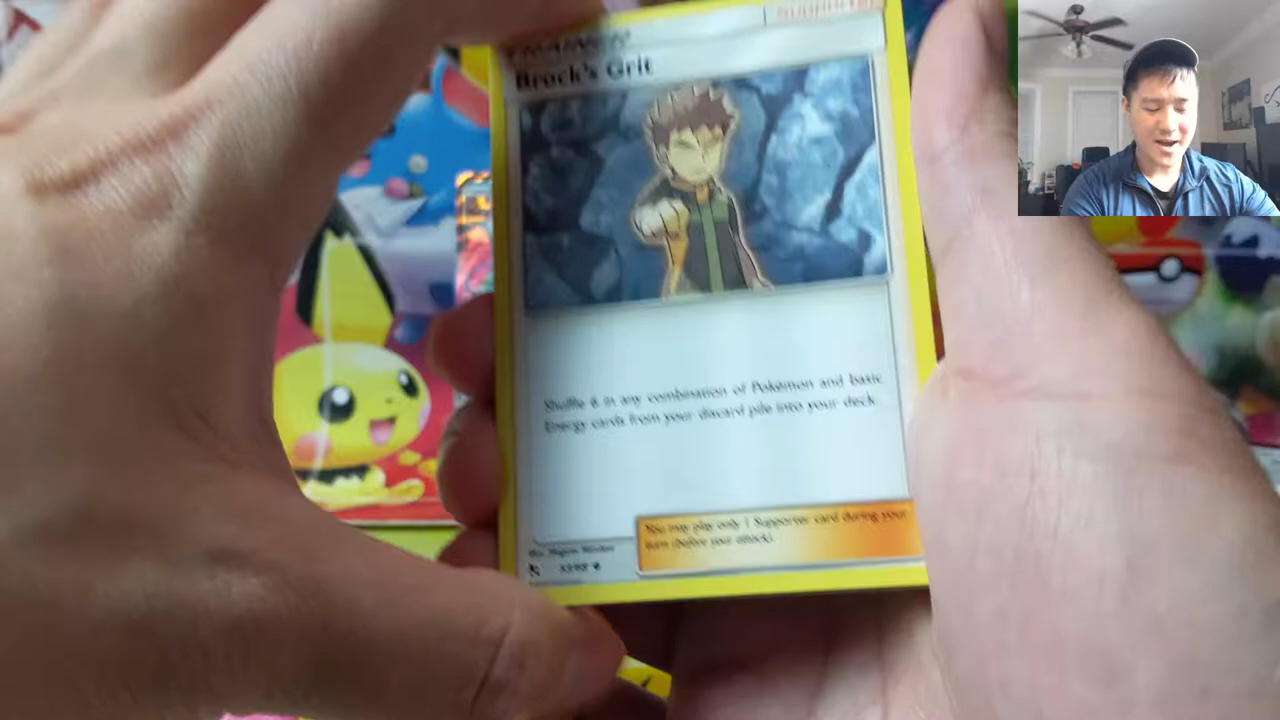 Brock's Grit
Shuffle 6 in any combination of Pokémon and basic
Energy cards from your discard pile into your deck.
You may play only 1 Supporter card during your
turn (before your attack).